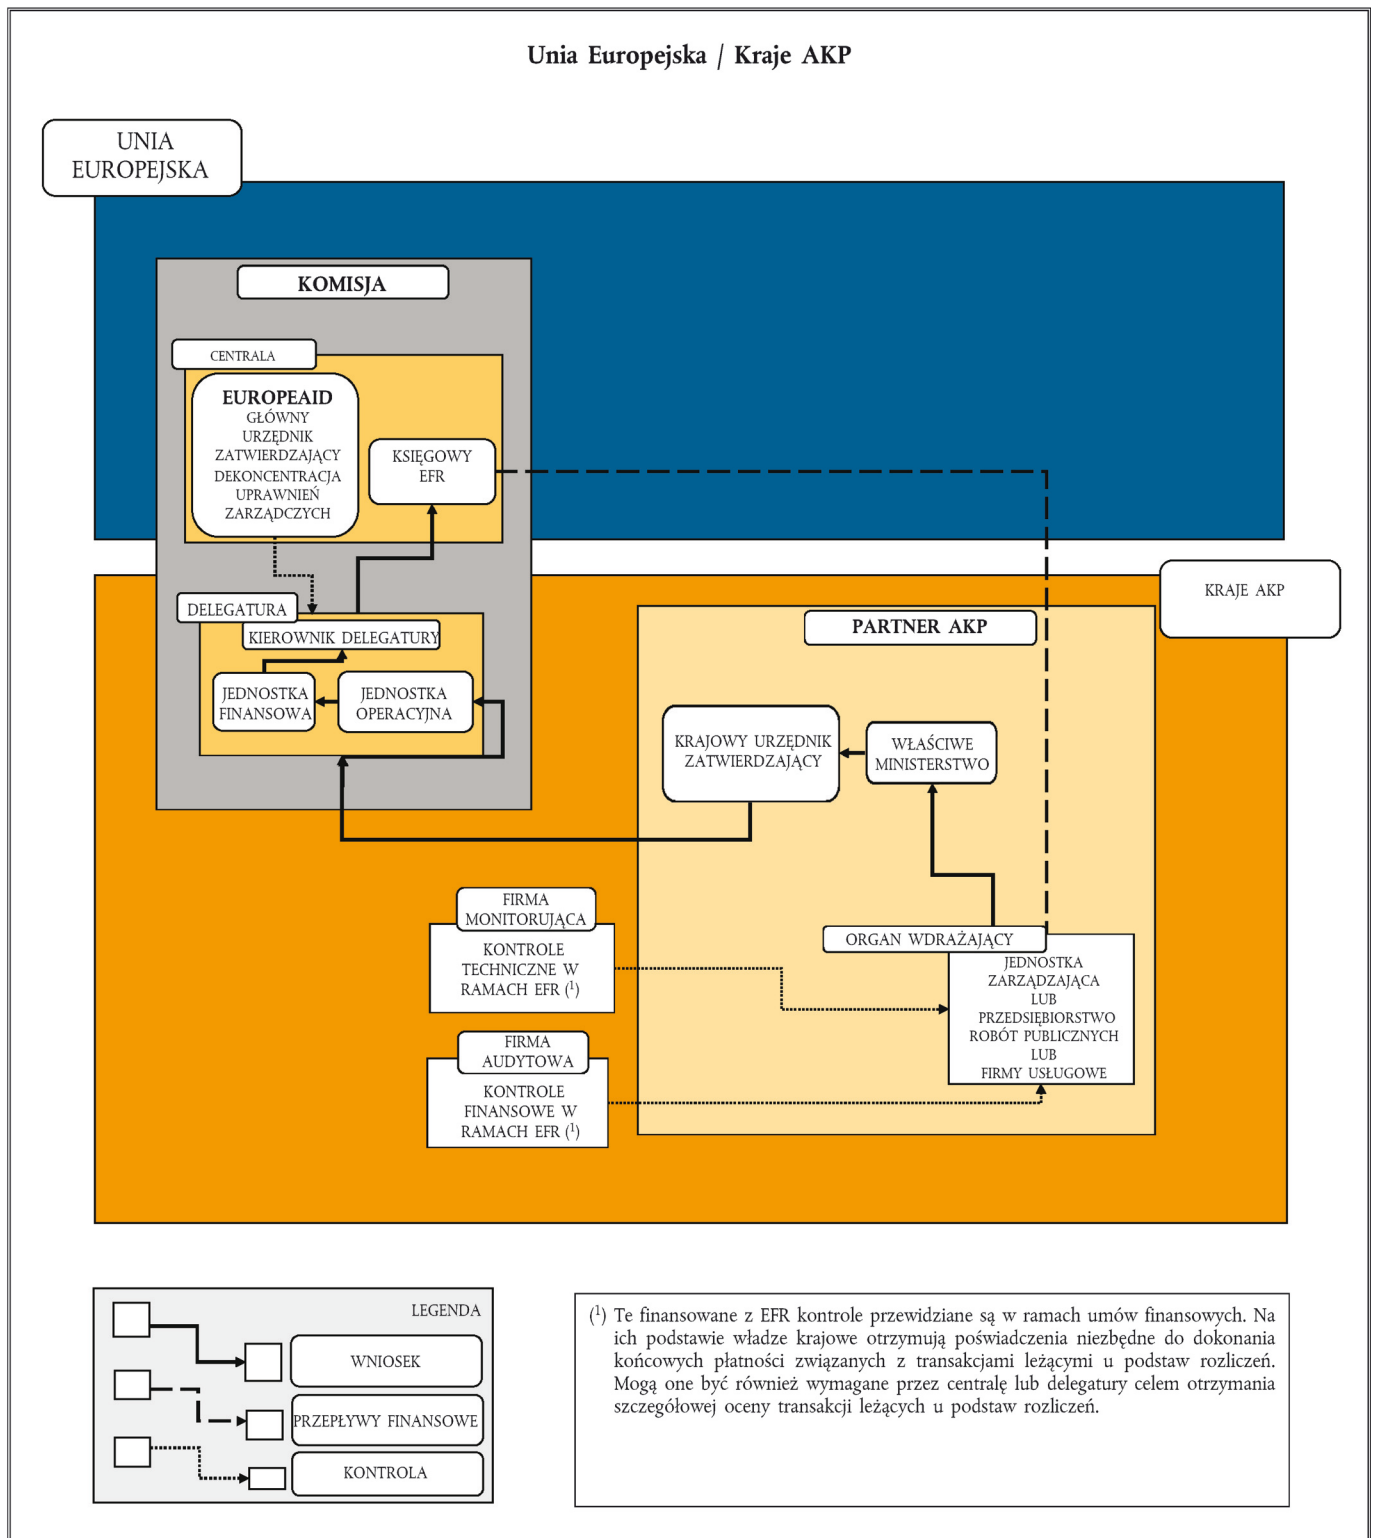 Unia Europejska / Kraje AKP
UNIA
EUROPEJSKA
KOMISJA
CENTRALA
EUROPEAID
GŁÓWNY
URZĘDNIK
ZATWIERDZAJĄCY
DEKONCENTRACJA
UPRAWNIEŃ
ZARZĄDCZYCH
KSIĘGOWY
EFR
KRAJE AKP
DELEGATURA
KIEROWNIK DELEGATURY
JEDNOSTKA
FINANSOWA
JEDNOSTKA
OPERACYJNA
PARTNER AKP
KRAJOWY URZĘDNIK
ZATWIERDZAJĄCY
WŁAŚCIWE
MINISTERSTWO
FIRMA
MONITORUJĄCA
KONTROLE
TECHNICZNE W
RAMACH EFR (¹)
ORGAN WDRAŻAJĄCY
JEDNOSTKA
ZARZĄDZAJĄCA
LUB
PRZEDSIĘBIORSTWO
ROBÓT PUBLICZNYCH
LUB
FIRMY USŁUGOWE
FIRMA
AUDYTOWA
KONTROLE
FINANSOWE W
RAMACH EFR (¹)
LEGENDA
WNIOSEK
PRZEPŁYWY FINANSOWE
KONTROLA
(¹) Te finansowane z EFR kontrole przewidziane są w ramach umów finansowych. Na
ich podstawie władze krajowe otrzymują poświadczenia niezbędne do dokonania
końcowych płatności związanych z transakcjami leżącymi u podstaw rozliczeń.
Mogą one być również wymagane przez centralę lub delegatury celem otrzymania
szczegółowej oceny transakcji leżących u podstaw rozliczeń.